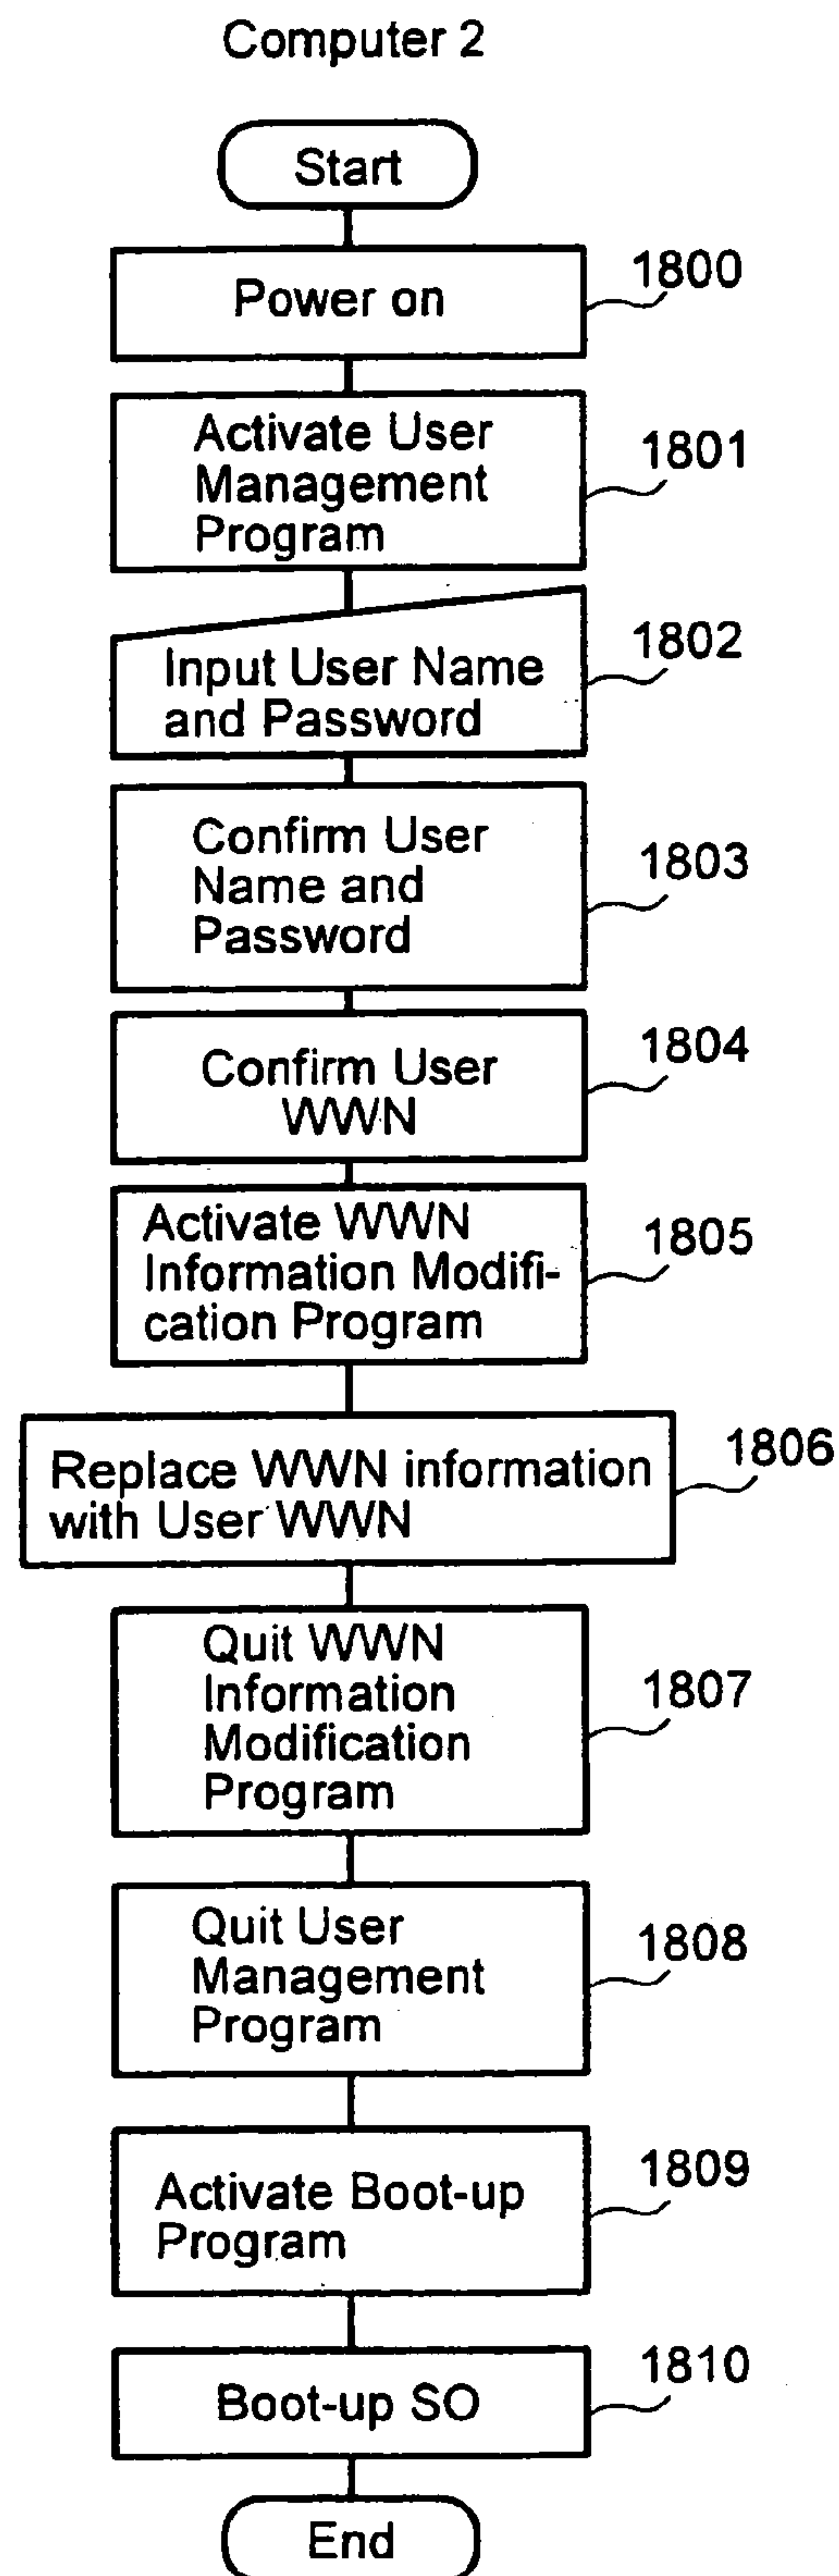 Computer 2
Start
Power on
1800
Activate User
Management
Program
1801
Input User Name
and Password
1802
Confirm User
Name and
Password
1803
Confirm User
WWN
1804
Activate WWN
Information Modifi-
cation Program
1805
Replace WWN information
with User WWN
1806
Quit WWN
Information
Modification
Program
1807
Quit User
Management
Program
1808
Activate Boot-up
Program
1809
Boot-up SO
1810
End